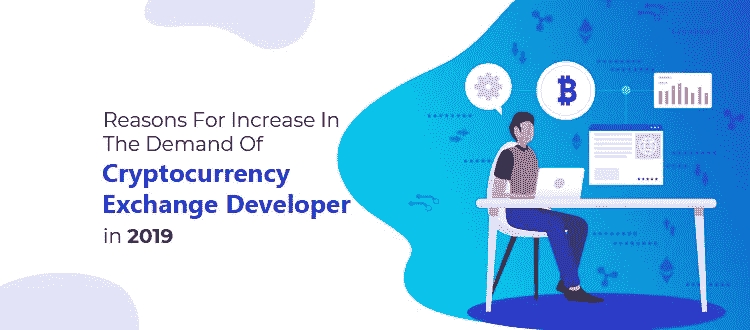 Reasons For Increase In
The Demand Of
Cryptocurrency
Exchange Developer
in 2019